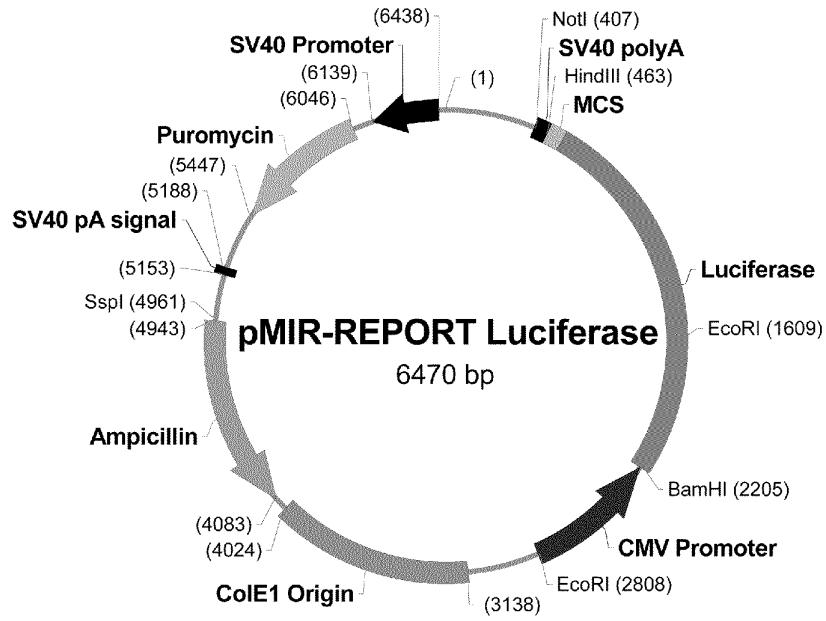 (6438)
NotI (407)
SV40 Promoter
SV40 polyA
(6139)
(1)
HindIII (463)
(6046)
MCS
Puromycin
(5447)
(5188)
SV40 pA signal
(5153)
Luciferase
SspI (4961)
(4943)
pMIR-REPORT Luciferase
EcoRI (1609)
6470 bp
Ampicillin
BamHI (2205)
(4083)
(4024)
CMV Promoter
ColE1 Origin
EcoRI (2808)
(3138)